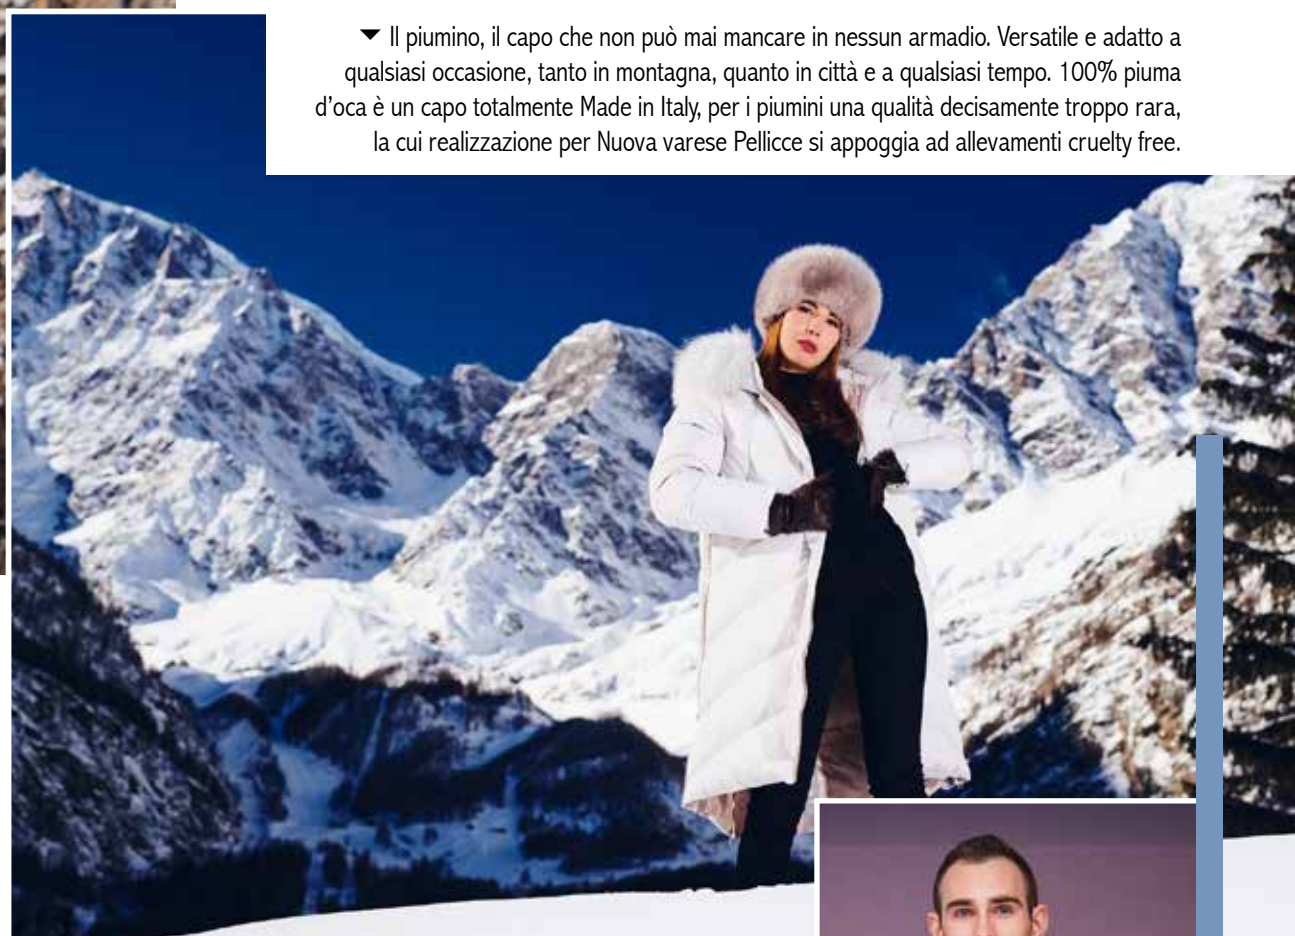 ▼ Il piumino, il capo che non può mai mancare in nessun armadio. Versatile e adatto a
qualsiasi occasione, tanto in montagna, quanto in città e a qualsiasi tempo. 100% piuma
d’oca è un capo totalmente Made in Italy, per i piumini una qualità decisamente troppo rara,
la cui realizzazione per Nuova varese Pellicce si appoggia ad allevamenti cruelty free.